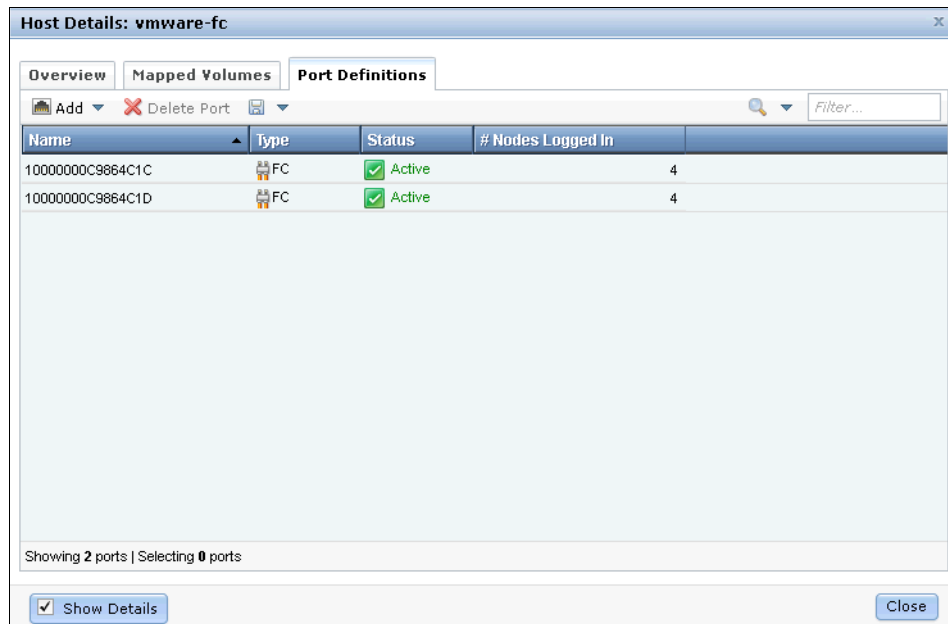 Host Details: vmware-fc x
Overview Mapped Volumes Port Definitions
Add Delete Port Filter...
Name Type Status # Nodes Logged In
10000000C9864C1C FC Active 4
10000000C9864C1D FC Active 4
Showing 2 ports | Selecting 0 ports
Show Details Close